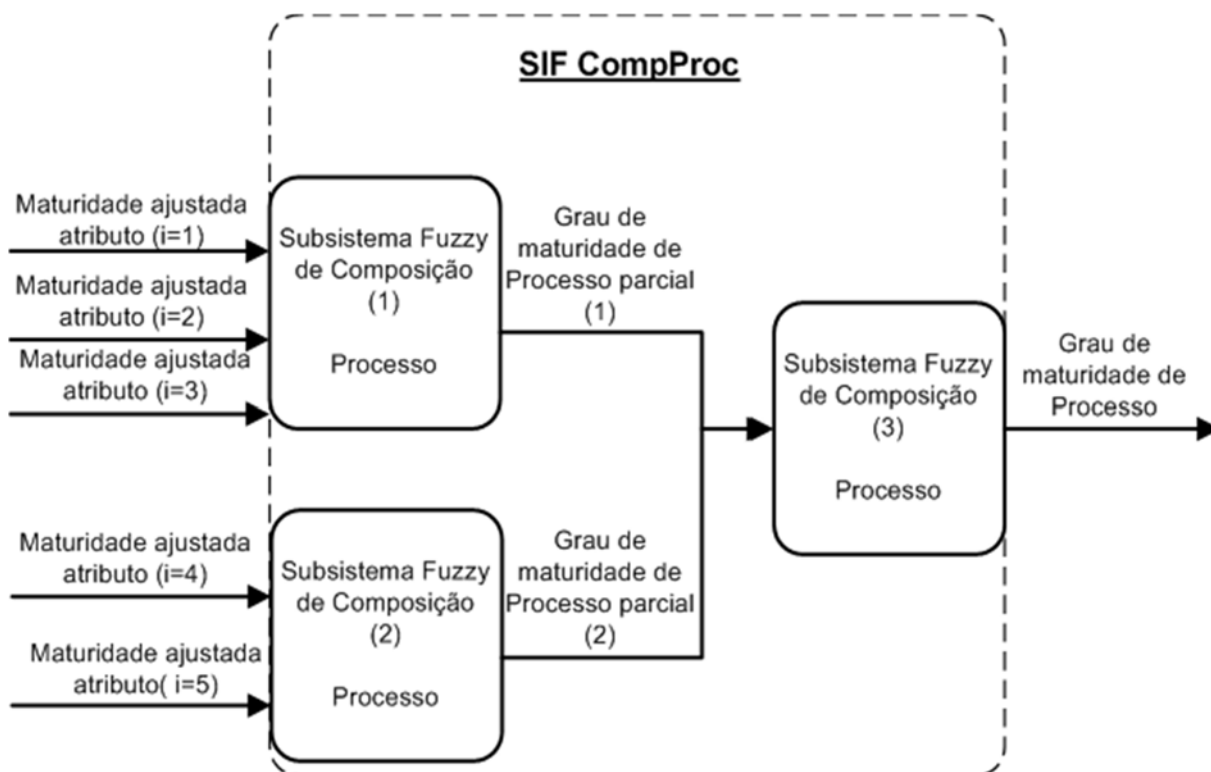 SIF CompProc
Maturidade ajustada
atributo (i=1)
Maturidade ajustada
atributo (i=2)
Maturidade ajustada
atributo (i=3)
Subsistema Fuzzy
de Composição
(1)
Processo
Grau de
maturidade de
Processo parcial
(1)
Maturidade ajustada
atributo (i=4)
Maturidade ajustada
atributo( i=5)
Subsistema Fuzzy
de Composição
(2)
Processo
Grau de
maturidade de
Processo parcial
(2)
Subsistema Fuzzy
de Composição
(3)
Processo
Grau de
maturidade de
Processo